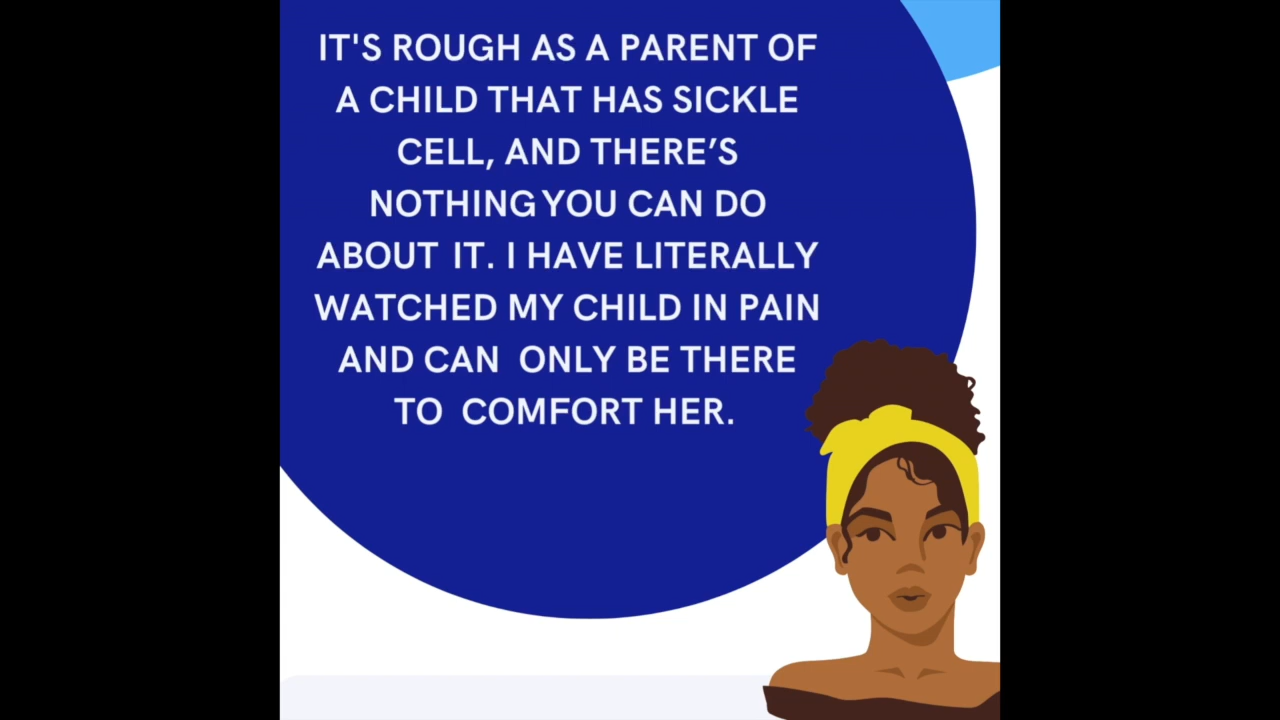 IT'S ROUGH AS A PARENT OF
A CHILD THAT HAS SICKLE
CELL, AND THERE’S
NOTHING YOU CAN DO
ABOUT IT. I HAVE LITERALLY
WATCHED MY CHILD IN PAIN
AND CAN ONLY BE THERE
TO COMFORT HER.